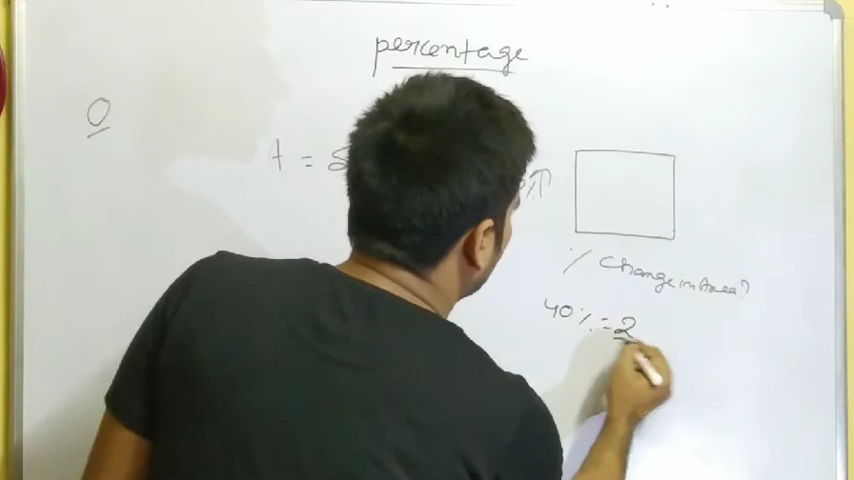 percentage
Q
A = S
%↑
% Change in Area?
40% = 2